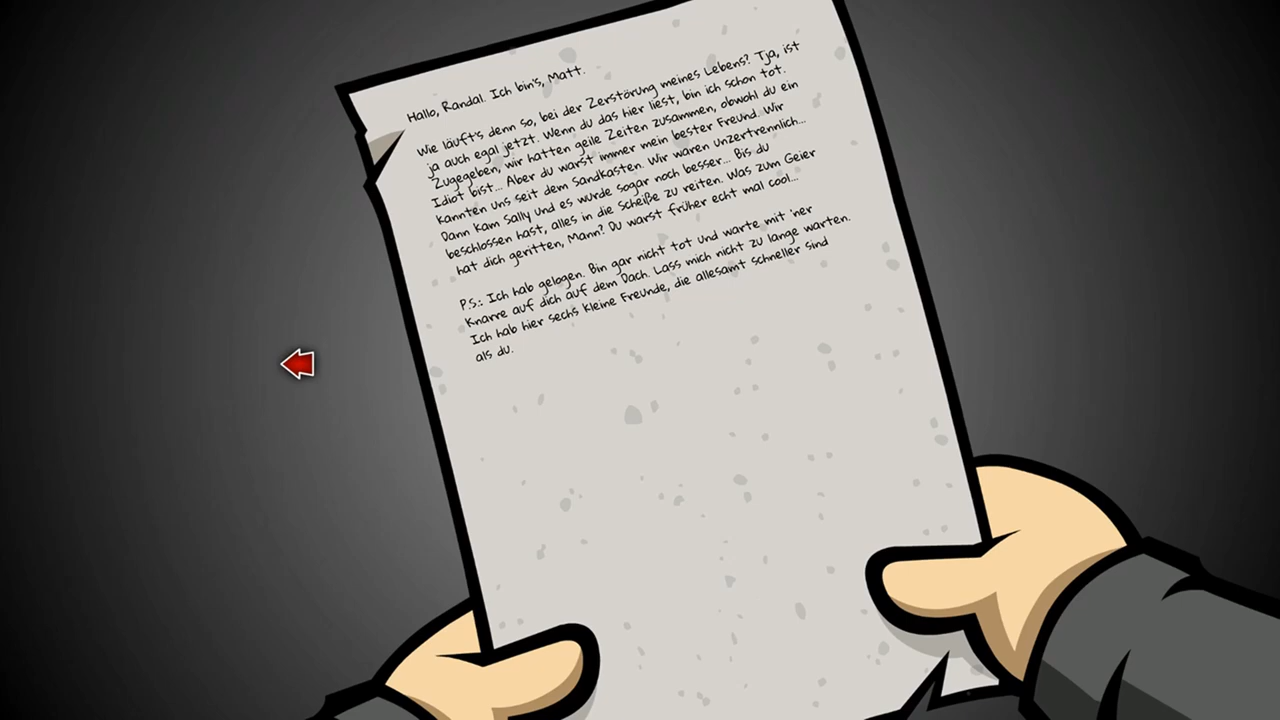 Hallo, Randal. Ich bin's, Matt.
Wie läuft's denn so, bei der Zerstörung meines Lebens? Tja, ist
ja auch egal jetzt. Wenn du das hier liest, bin ich schon tot.
Zugegeben, wir hatten geile Zeiten zusammen, obwohl du ein
Idiot bist... Aber du warst immer mein bester Freund. Wir
kannten uns seit dem Sandkasten. Wir waren unzertrennlich...
Dann kam Sally und es wurde sogar noch besser... Bis du
beschlossen hast, alles in die Scheiße zu reiten. Was zum Geier
hat dich geritten, Mann? Du warst früher echt mal cool...
P.S.: Ich hab gelogen. Bin gar nicht tot und warte mit 'ner
Knarre auf dich auf dem Dach. Lass mich nicht zu lange warten.
Ich hab hier sechs kleine Freunde, die allesamt schneller sind
als du.